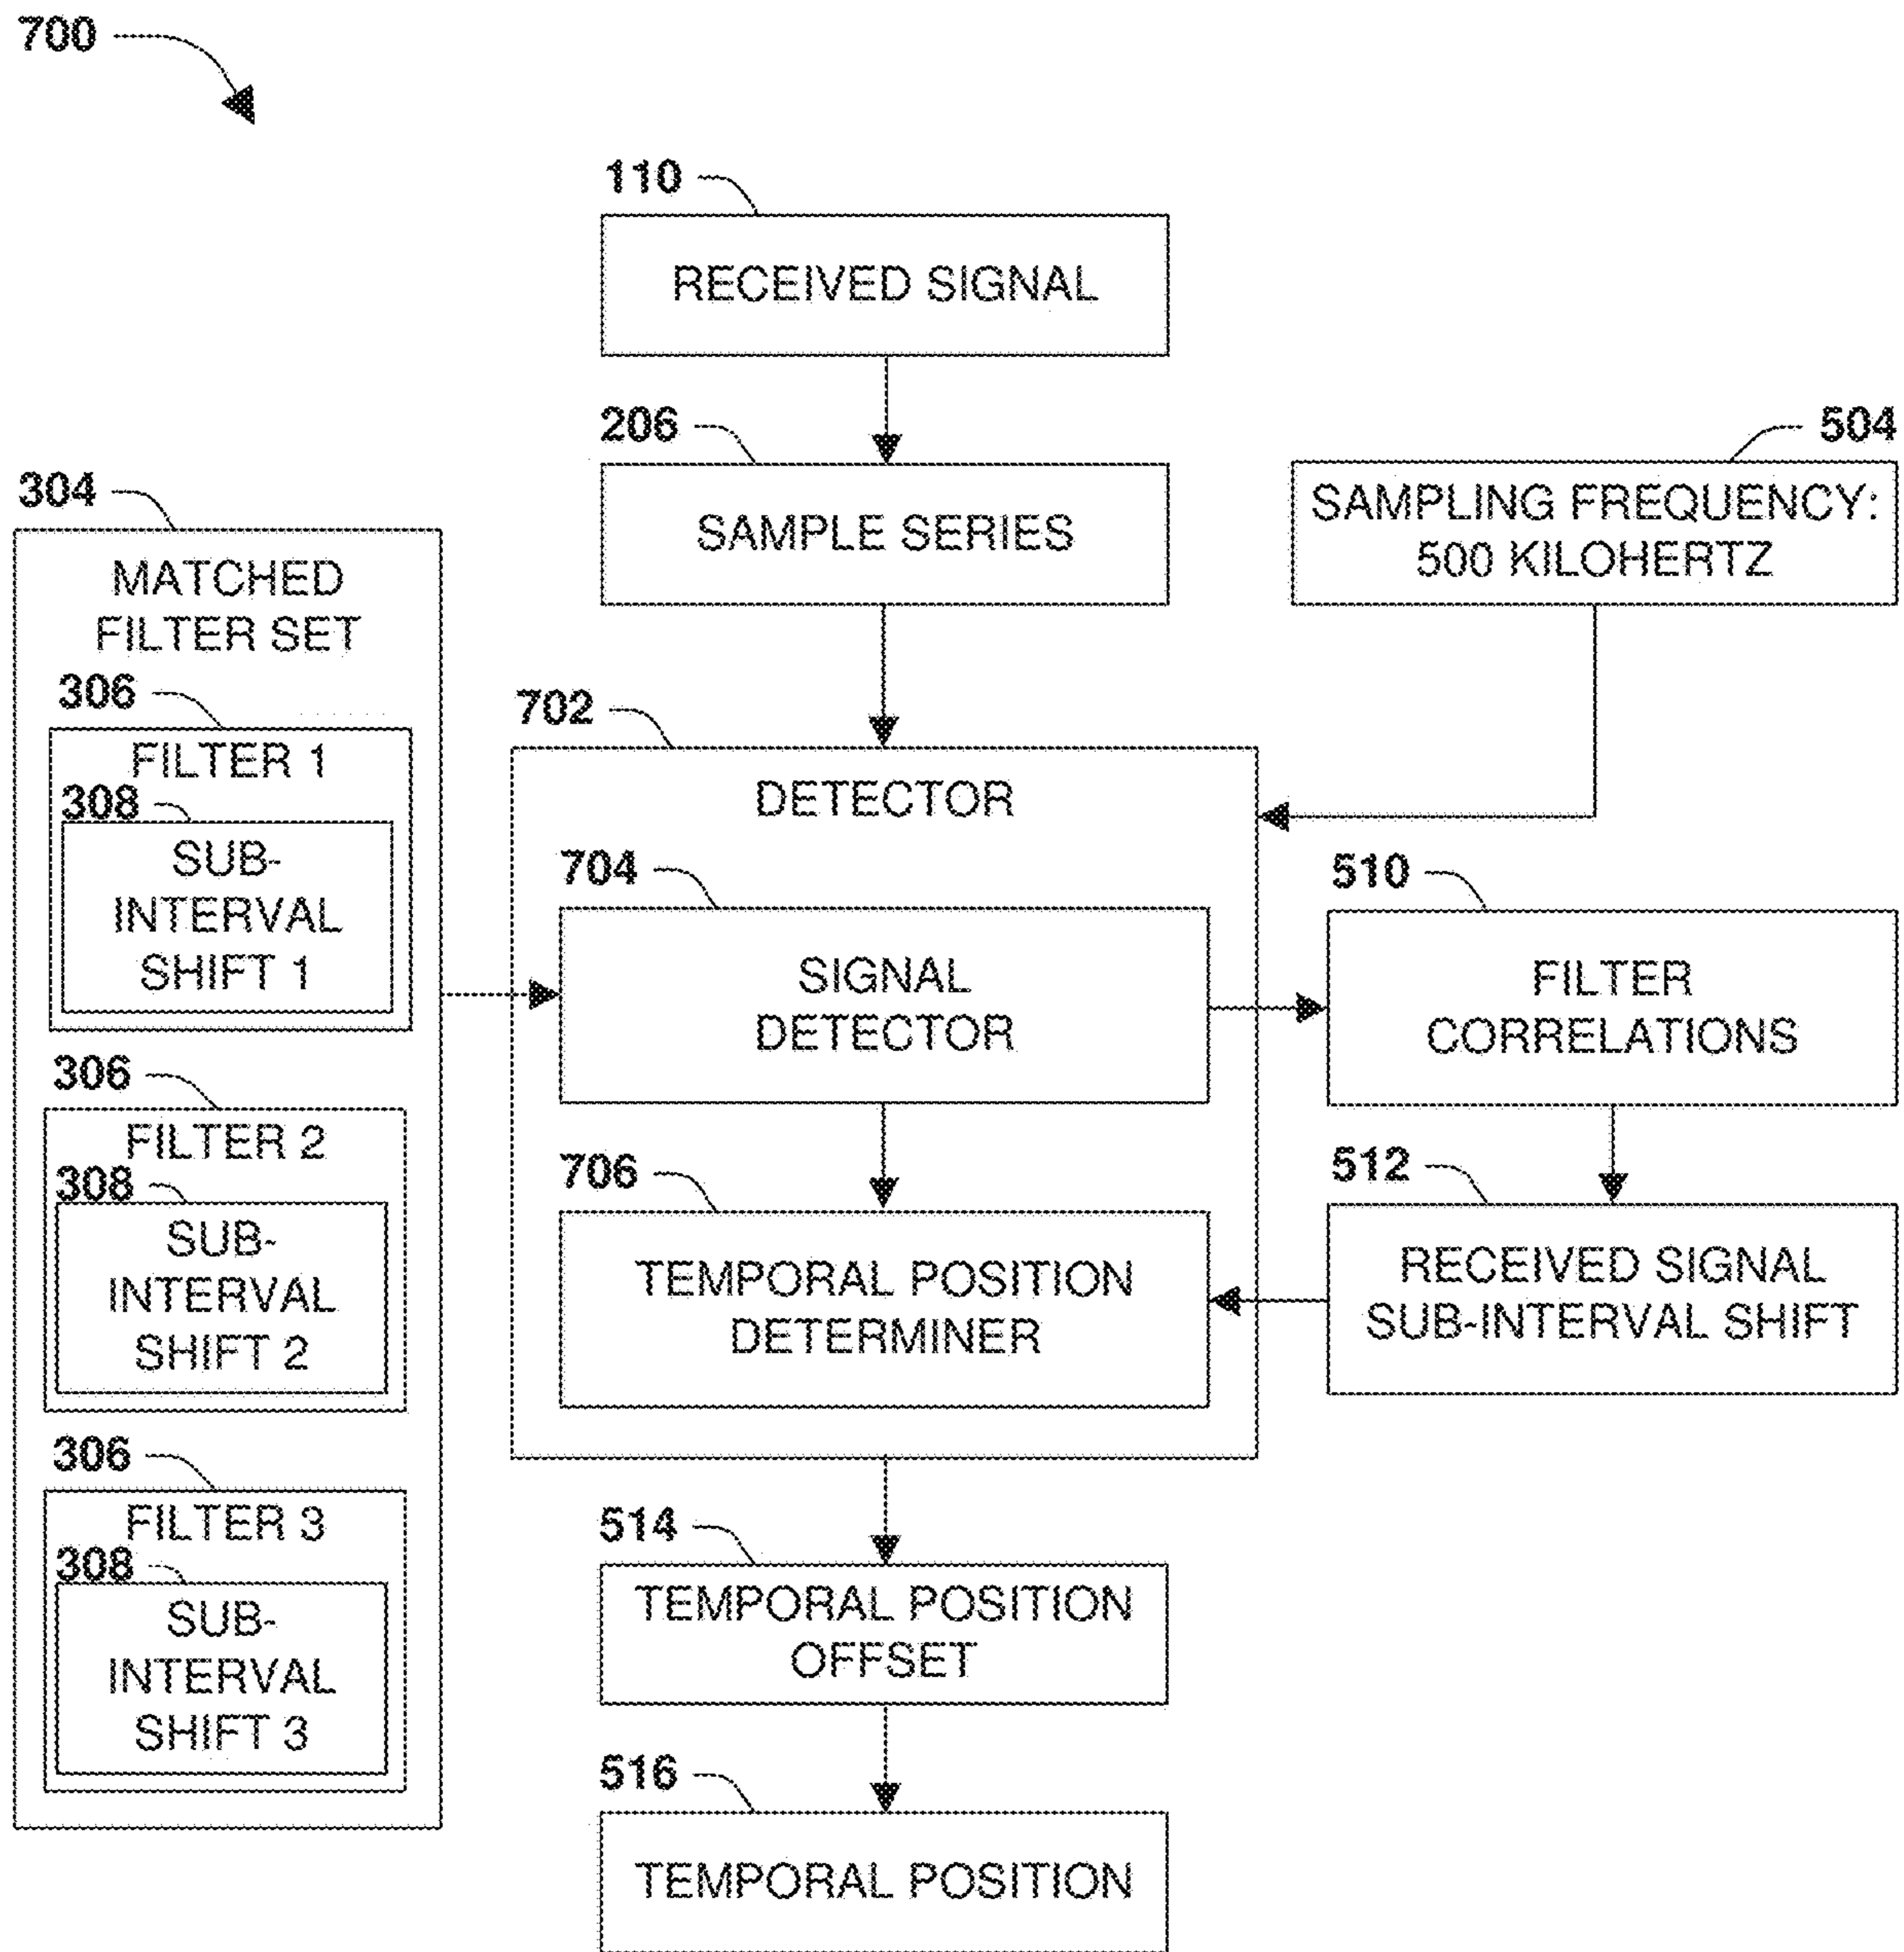 700
110
RECEIVED SIGNAL
206
SAMPLE SERIES
504
SAMPLING FREQUENCY:
500 KILOHERTZ
304
MATCHED
FILTER SET
306
FILTER 1
308
SUB-
INTERVAL
SHIFT 1
306
FILTER 2
308
SUB-
INTERVAL
SHIFT 2
306
FILTER 3
308
SUB-
INTERVAL
SHIFT 3
702
DETECTOR
704
SIGNAL
DETECTOR
706
TEMPORAL POSITION
DETERMINER
510
FILTER
CORRELATIONS
512
RECEIVED SIGNAL
SUB-INTERVAL SHIFT
514
TEMPORAL POSITION
OFFSET
516
TEMPORAL POSITION